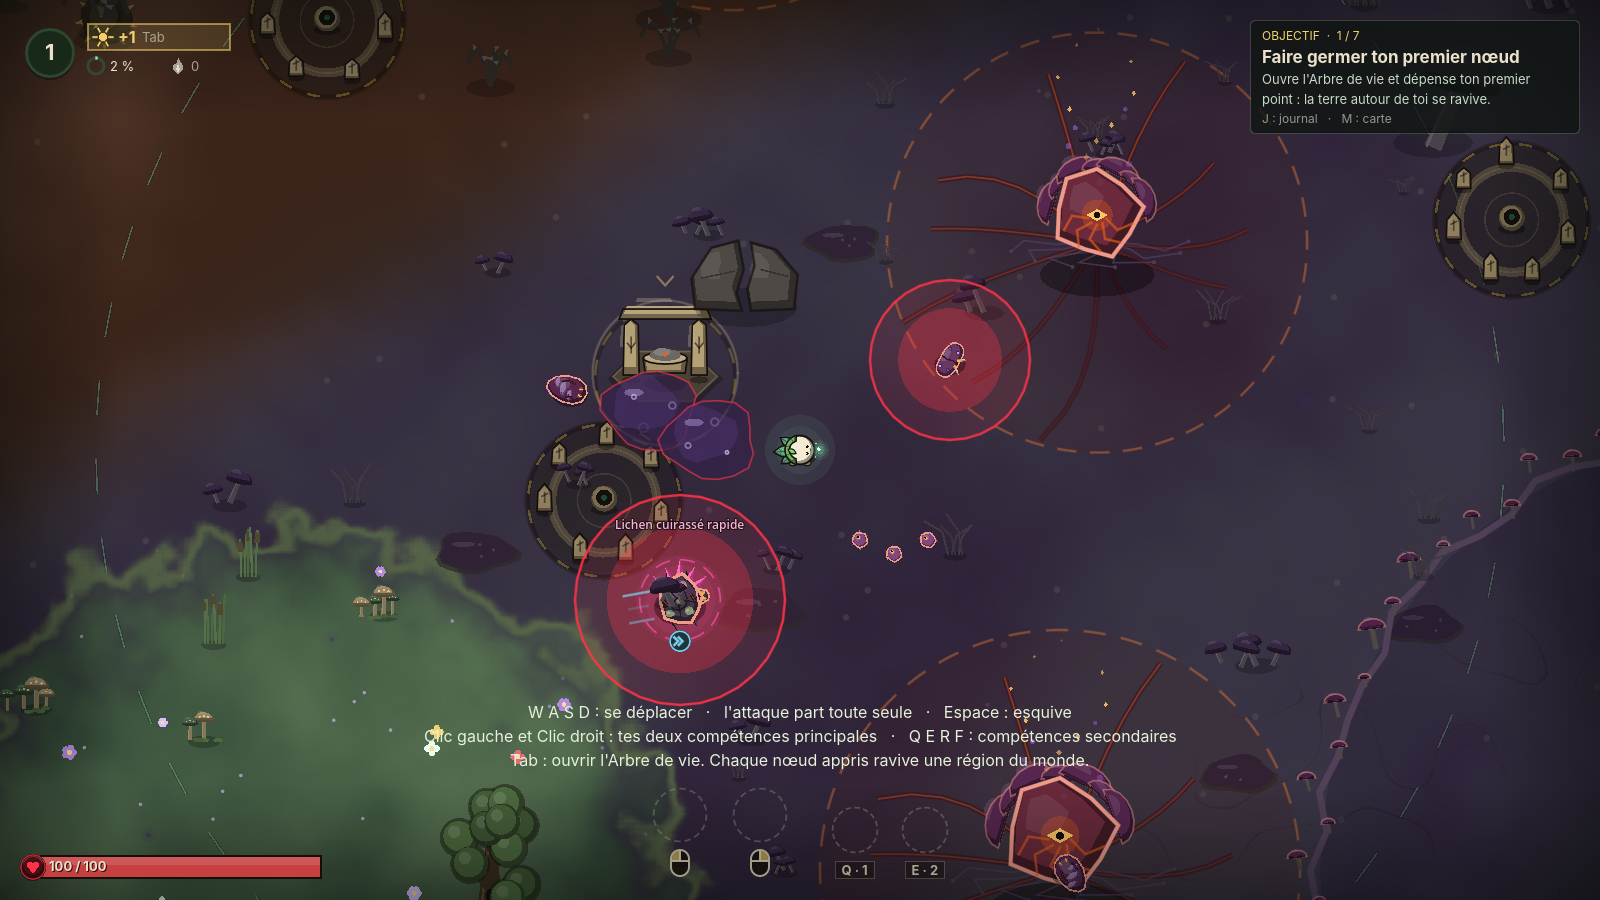 1
+1 Tab
2 %
0
OBJECTIF · 1 / 7
Faire germer ton premier nœud
Ouvre l'Arbre de vie et dépense ton premier
point : la terre autour de toi se ravive.
J : journal · M : carte
Lichen cuirassé rapide
W A S D : se déplacer · l'attaque part toute seule · Espace : esquive
Clic gauche et Clic droit : tes deux compétences principales · Q E R F : compétences secondaires
Tab : ouvrir l'Arbre de vie. Chaque nœud appris ravive une région du monde.
100 / 100
Q · 1
E · 2